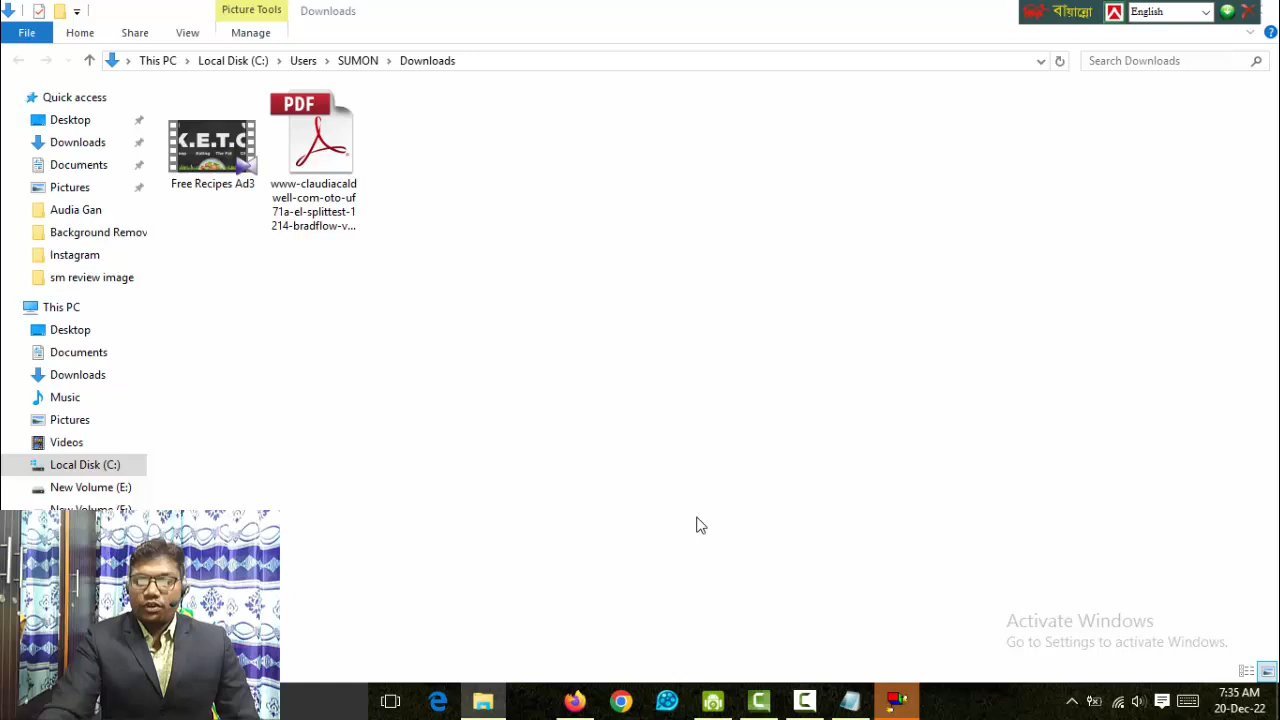 Picture Tools
Downloads
বায়ান্নো
English
File
Home
Share
View
Manage
This PC
Local Disk (C:)
Users
SUMON
Downloads
Search Downloads
Quick access
Desktop
Downloads
Documents
Pictures
Audia Gan
Background Remov
Instagram
sm review image
This PC
Desktop
Documents
Downloads
Music
Pictures
Videos
Local Disk (C:)
New Volume (E:)
K.E.T.O
Free Recipes Ad3
PDF
www-claudiacald
well-com-oto-uf
71a-el-splittest-1
214-bradflow-v...
Activate Windows
Go to Settings to activate Windows.
7:35 AM
20-Dec-22